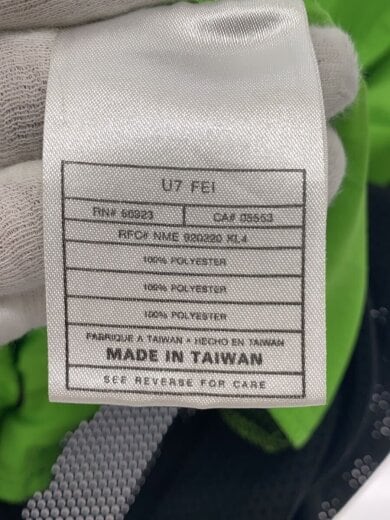 U7 FEI
RN# 56323 CA# 05553
RFC# NME 920220 KL4
100% POLYESTER
100% POLYESTER
100% POLYESTER
FABRIQUE A TAIWAN • HECHO EN TAIWAN
MADE IN TAIWAN
SEE REVERSE FOR CARE